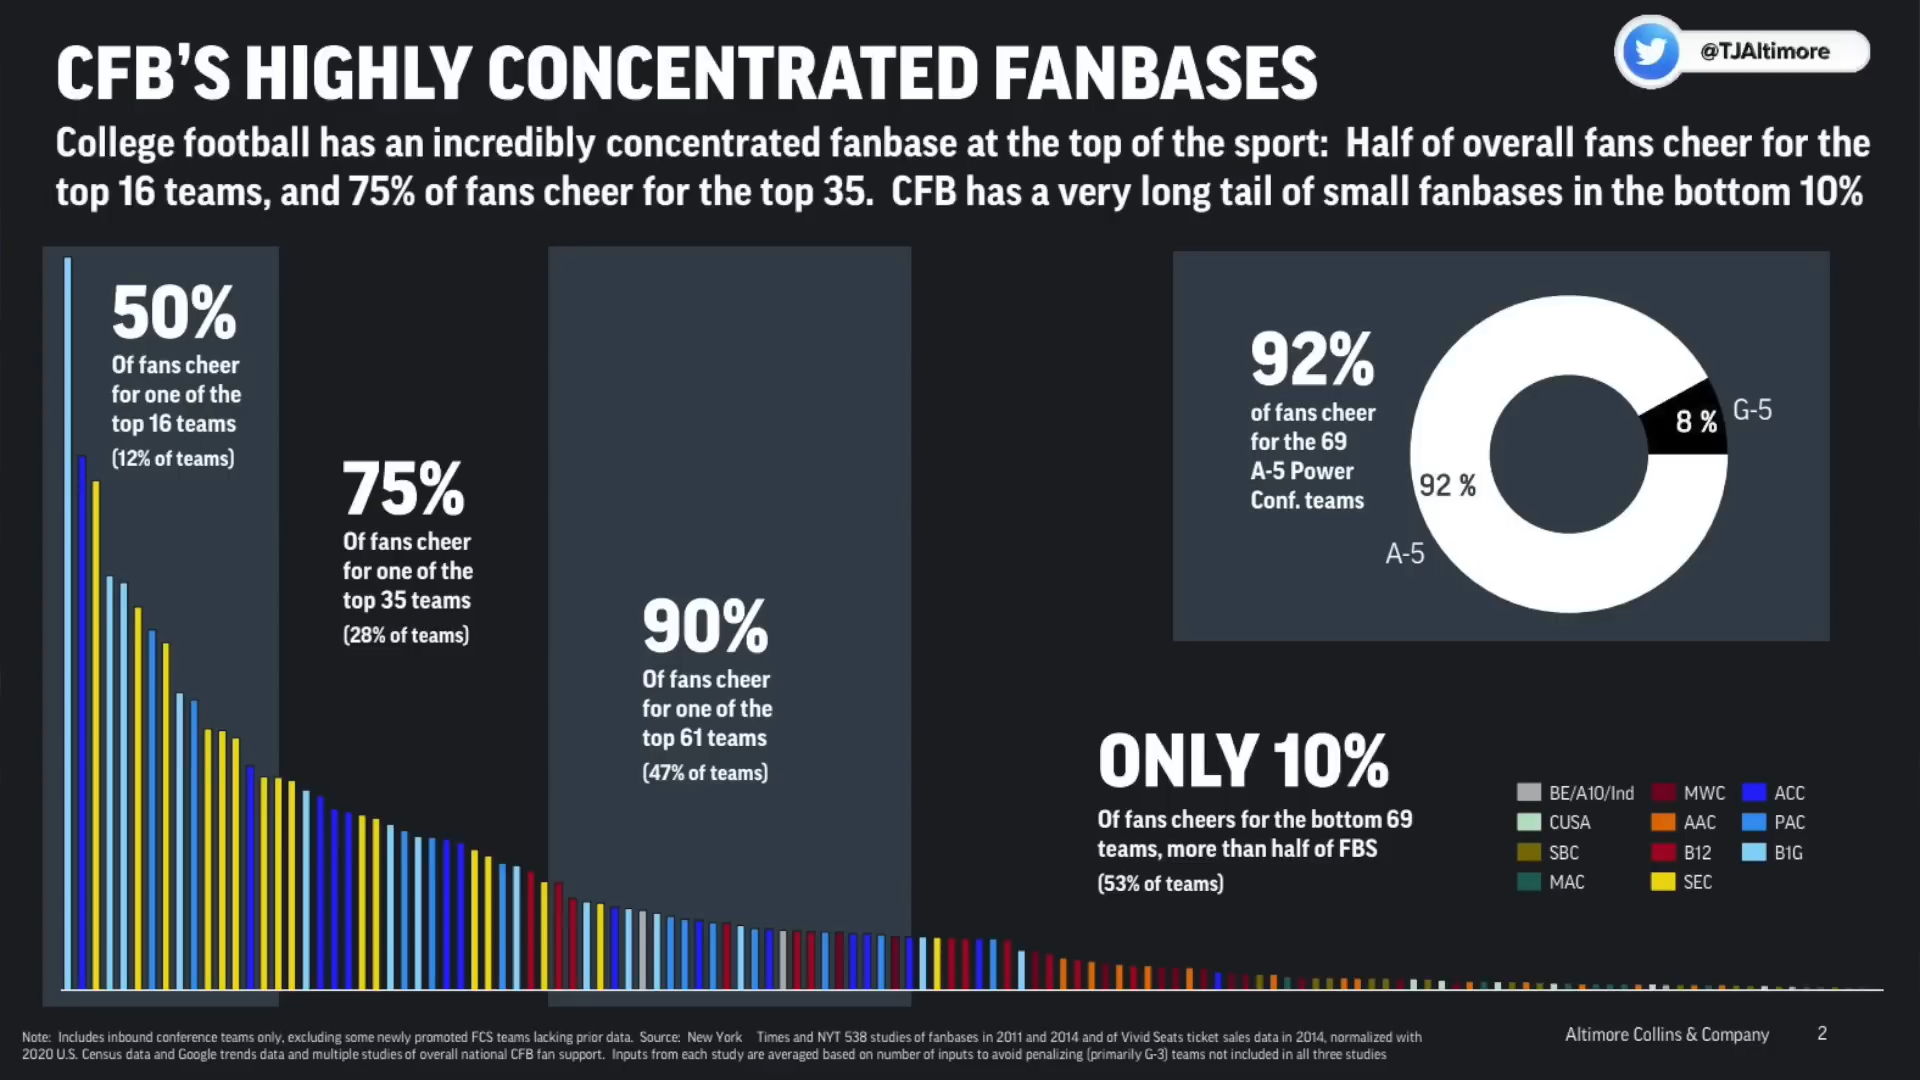 CFB'S HIGHLY CONCENTRATED FANBASES
@TJAltimore
College football has an incredibly concentrated fanbase at the top of the sport: Half of overall fans cheer for the
top 16 teams, and 75% of fans cheer for the top 35. CFB has a very long tail of small fanbases in the bottom 10%
50%
Of fans cheer
for one of the
top 16 teams
(12% of teams)
75%
Of fans cheer
for one of the
top 35 teams
(28% of teams)
90%
Of fans cheer
for one of the
top 61 teams
(47% of teams)
92%
of fans cheer
for the 69
A-5 Power
Conf. teams
8 %
G-5
92 %
A-5
ONLY 10%
Of fans cheers for the bottom 69
teams, more than half of FBS
(53% of teams)
BE/A10/Ind MWC ACC
CUSA AAC PAC
SBC B12 B1G
MAC SEC
Note: Includes inbound conference teams only, excluding some newly promoted FCS teams lacking prior data. Source: New York Times and NYT 538 studies of fanbases in 2011 and 2014 and of Vivid Seats ticket sales data in 2014, normalized with
2020 U.S. Census data and Google trends data and multiple studies of overall national CFB fan support. Inputs from each study are averaged based on number of inputs to avoid penalizing (primarily G-3) teams not included in all three studies
Altimore Collins & Company 2